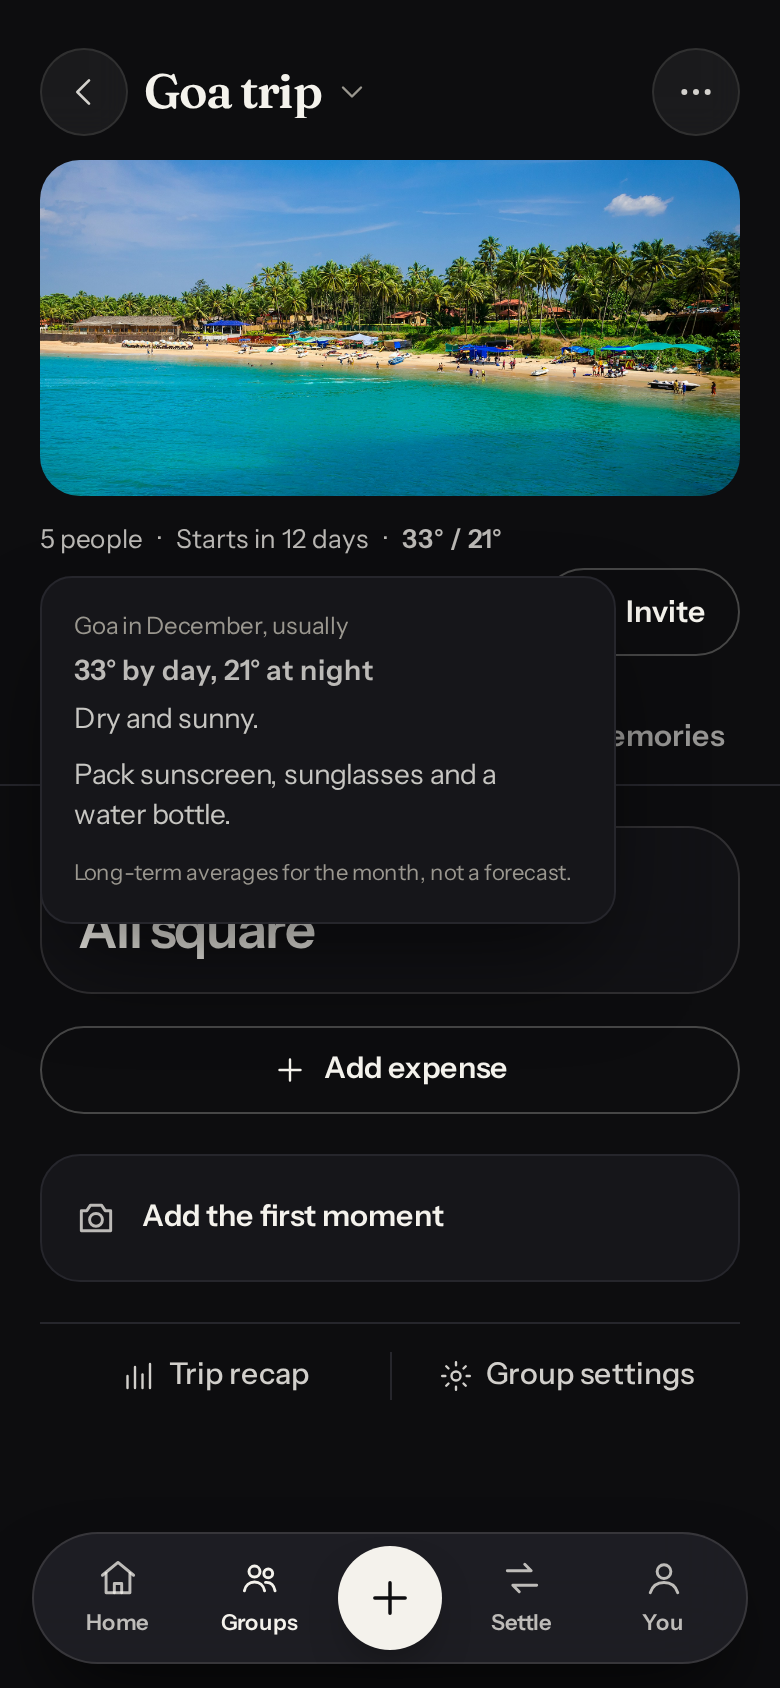 Goa trip
5 people · Starts in 12 days · 33° / 21°
Invite
Goa in December, usually
33° by day, 21° at night
Dry and sunny.
emories
Pack sunscreen, sunglasses and a
water bottle.
Long-term averages for the month, not a forecast.
All square
Add expense
Add the first moment
Trip recap
Group settings
Home
Groups
Settle
You